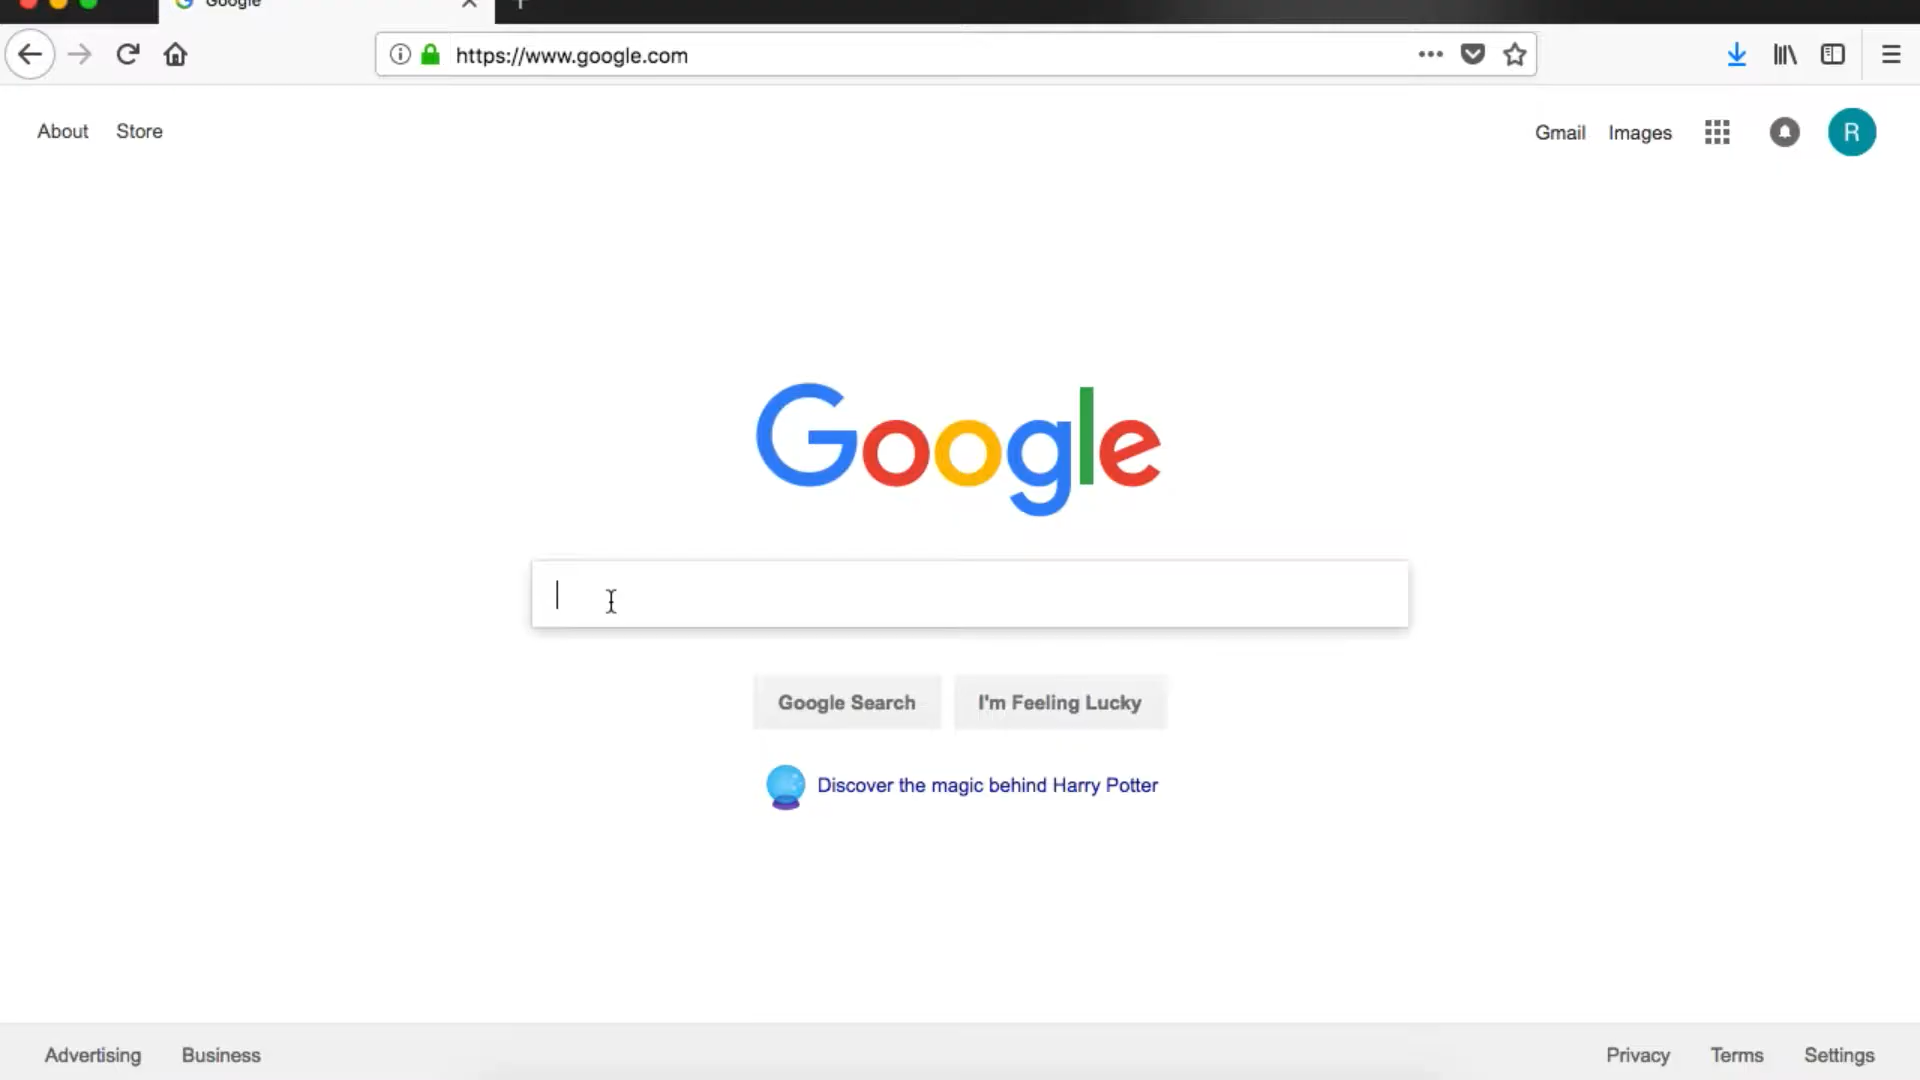 Google
https://www.google.com
About Store
Gmail Images R
Google
Google Search I'm Feeling Lucky
Discover the magic behind Harry Potter
Advertising Business
Privacy Terms Settings